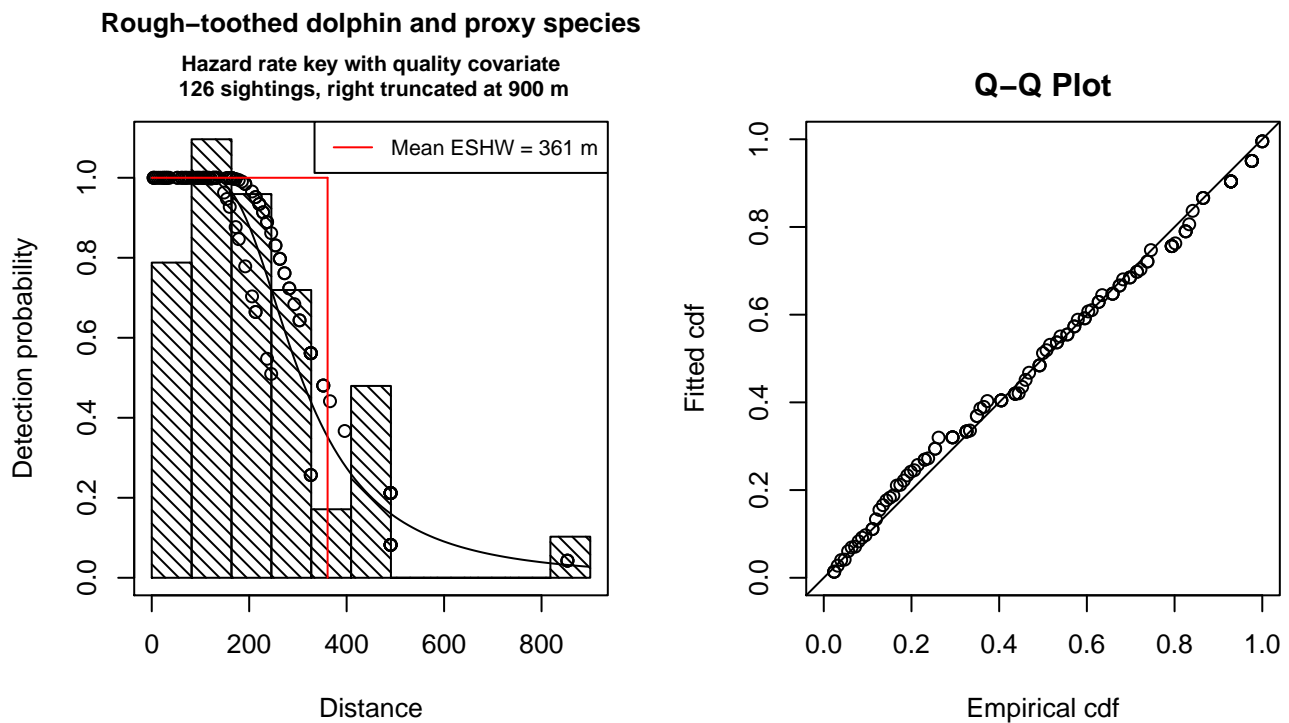 Rough−toothed dolphin and proxy species
Hazard rate key with quality covariate
126 sightings, right truncated at 900 m
Mean ESHW = 361 m
Detection probability
0.0 0.2 0.4 0.6 0.8 1.0
0 200 400 600 800
Distance
Q−Q Plot
Fitted cdf
0.0 0.2 0.4 0.6 0.8 1.0
0.0 0.2 0.4 0.6 0.8 1.0
Empirical cdf